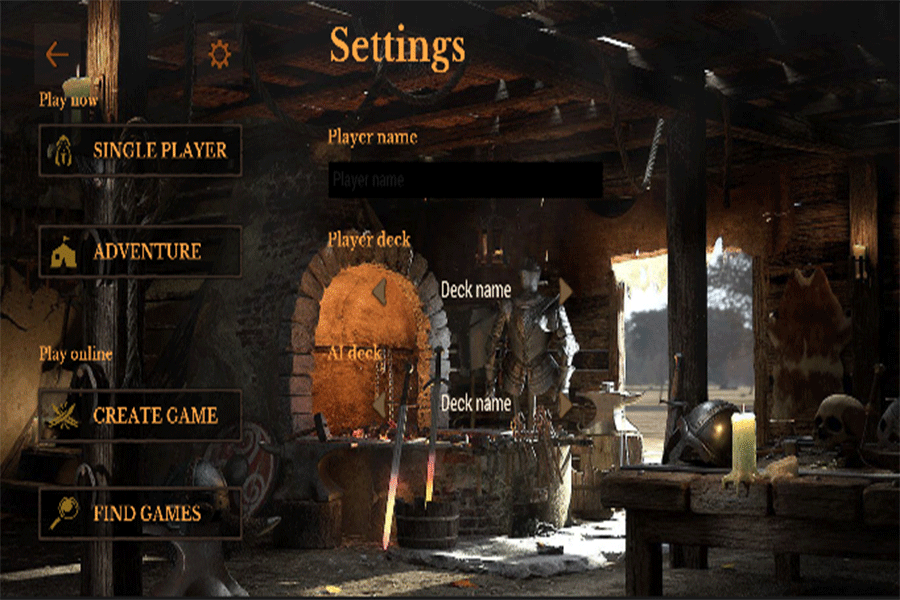 Settings
Play now
SINGLE PLAYER
ADVENTURE
Play online
CREATE GAME
FIND GAMES
Player name
Player name
Player deck
Deck name
AI deck
Deck name